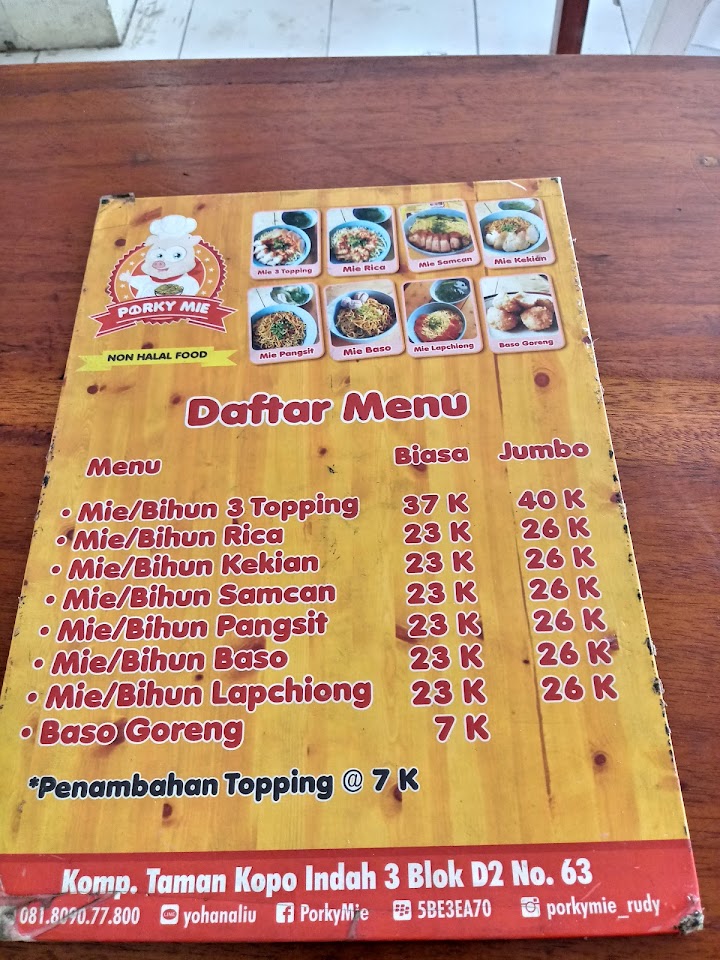 PORKY MIE
NON HALAL FOOD
Mie 3 Topping
Mie Rica
Mie Samcan
Mie Kekian
Mie Pangsit
Mie Baso
Mie Lapchiong
Baso Goreng
Daftar Menu
Menu Biasa Jumbo
• Mie/Bihun 3 Topping 37 K 40 K
• Mie/Bihun Rica 23 K 26 K
• Mie/Bihun Kekian 23 K 26 K
• Mie/Bihun Samcan 23 K 26 K
• Mie/Bihun Pangsit 23 K 26 K
• Mie/Bihun Baso 23 K 26 K
• Mie/Bihun Lapchiong 23 K 26 K
• Baso Goreng 7 K
*Penambahan Topping @ 7 K
Komp. Taman Kopo Indah 3 Blok D2 No. 63
081.8090.77.800 LINE yohanaliu f PorkyMie 5BE3EA70 porkymie_rudy